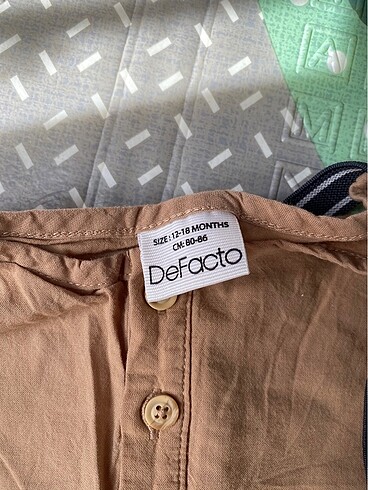 SIZE: 12-18 MONTHS
CM: 80-86
DeFacto